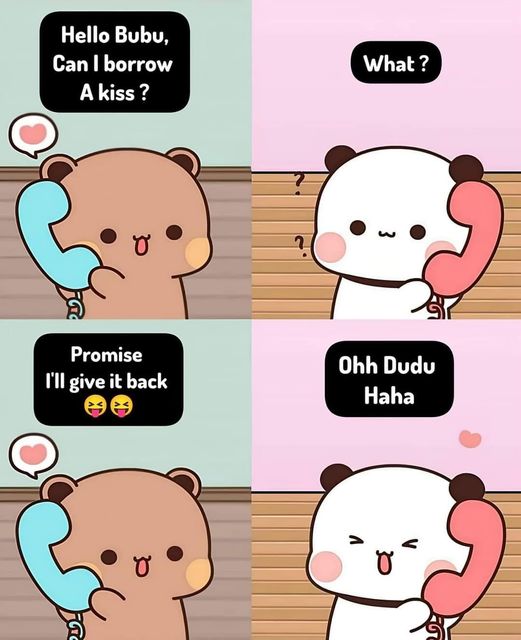 Hello Bubu,
Can I borrow
A kiss ?
What ?
?
?
Promise
I'll give it back
😝😝
Ohh Dudu
Haha